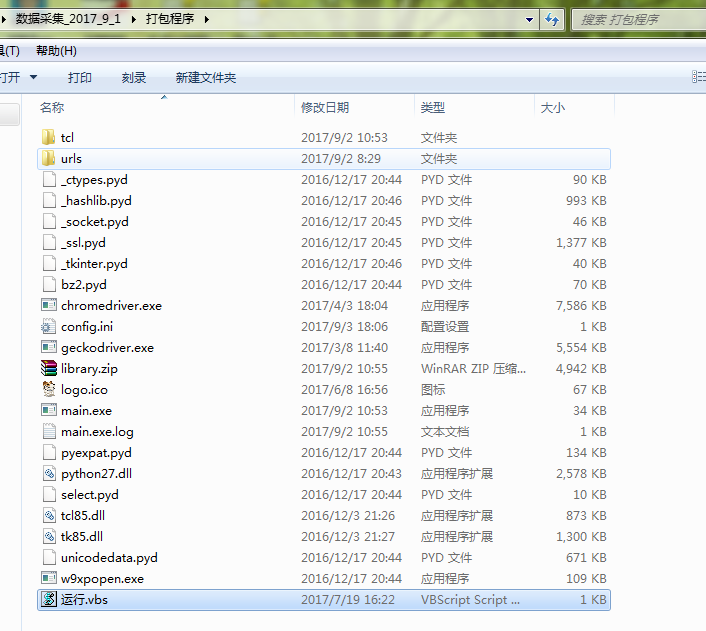 数据采集_2017_9_1 打包程序 搜索 打包程序
具(T) 帮助(H)
打开 打印 刻录 新建文件夹
名称 修改日期 类型 大小
tcl 2017/9/2 10:53 文件夹
urls 2017/9/2 8:29 文件夹
_ctypes.pyd 2016/12/17 20:44 PYD 文件 90 KB
_hashlib.pyd 2016/12/17 20:46 PYD 文件 993 KB
_socket.pyd 2016/12/17 20:45 PYD 文件 46 KB
_ssl.pyd 2016/12/17 20:45 PYD 文件 1,377 KB
_tkinter.pyd 2016/12/17 20:46 PYD 文件 40 KB
bz2.pyd 2016/12/17 20:44 PYD 文件 70 KB
chromedriver.exe 2017/4/3 18:04 应用程序 7,586 KB
config.ini 2017/9/3 18:06 配置设置 1 KB
geckodriver.exe 2017/3/8 11:40 应用程序 5,554 KB
library.zip 2017/9/2 10:55 WinRAR ZIP 压缩... 4,942 KB
logo.ico 2017/6/8 16:56 图标 67 KB
main.exe 2017/9/2 10:53 应用程序 34 KB
main.exe.log 2017/9/2 10:55 文本文档 1 KB
pyexpat.pyd 2016/12/17 20:44 PYD 文件 134 KB
python27.dll 2016/12/17 20:43 应用程序扩展 2,578 KB
select.pyd 2016/12/17 20:44 PYD 文件 10 KB
tcl85.dll 2016/12/3 21:26 应用程序扩展 873 KB
tk85.dll 2016/12/3 21:27 应用程序扩展 1,300 KB
unicodedata.pyd 2016/12/17 20:44 PYD 文件 671 KB
w9xpopen.exe 2016/12/17 20:44 应用程序 109 KB
运行.vbs 2017/7/19 16:22 VBScript Script ... 1 KB